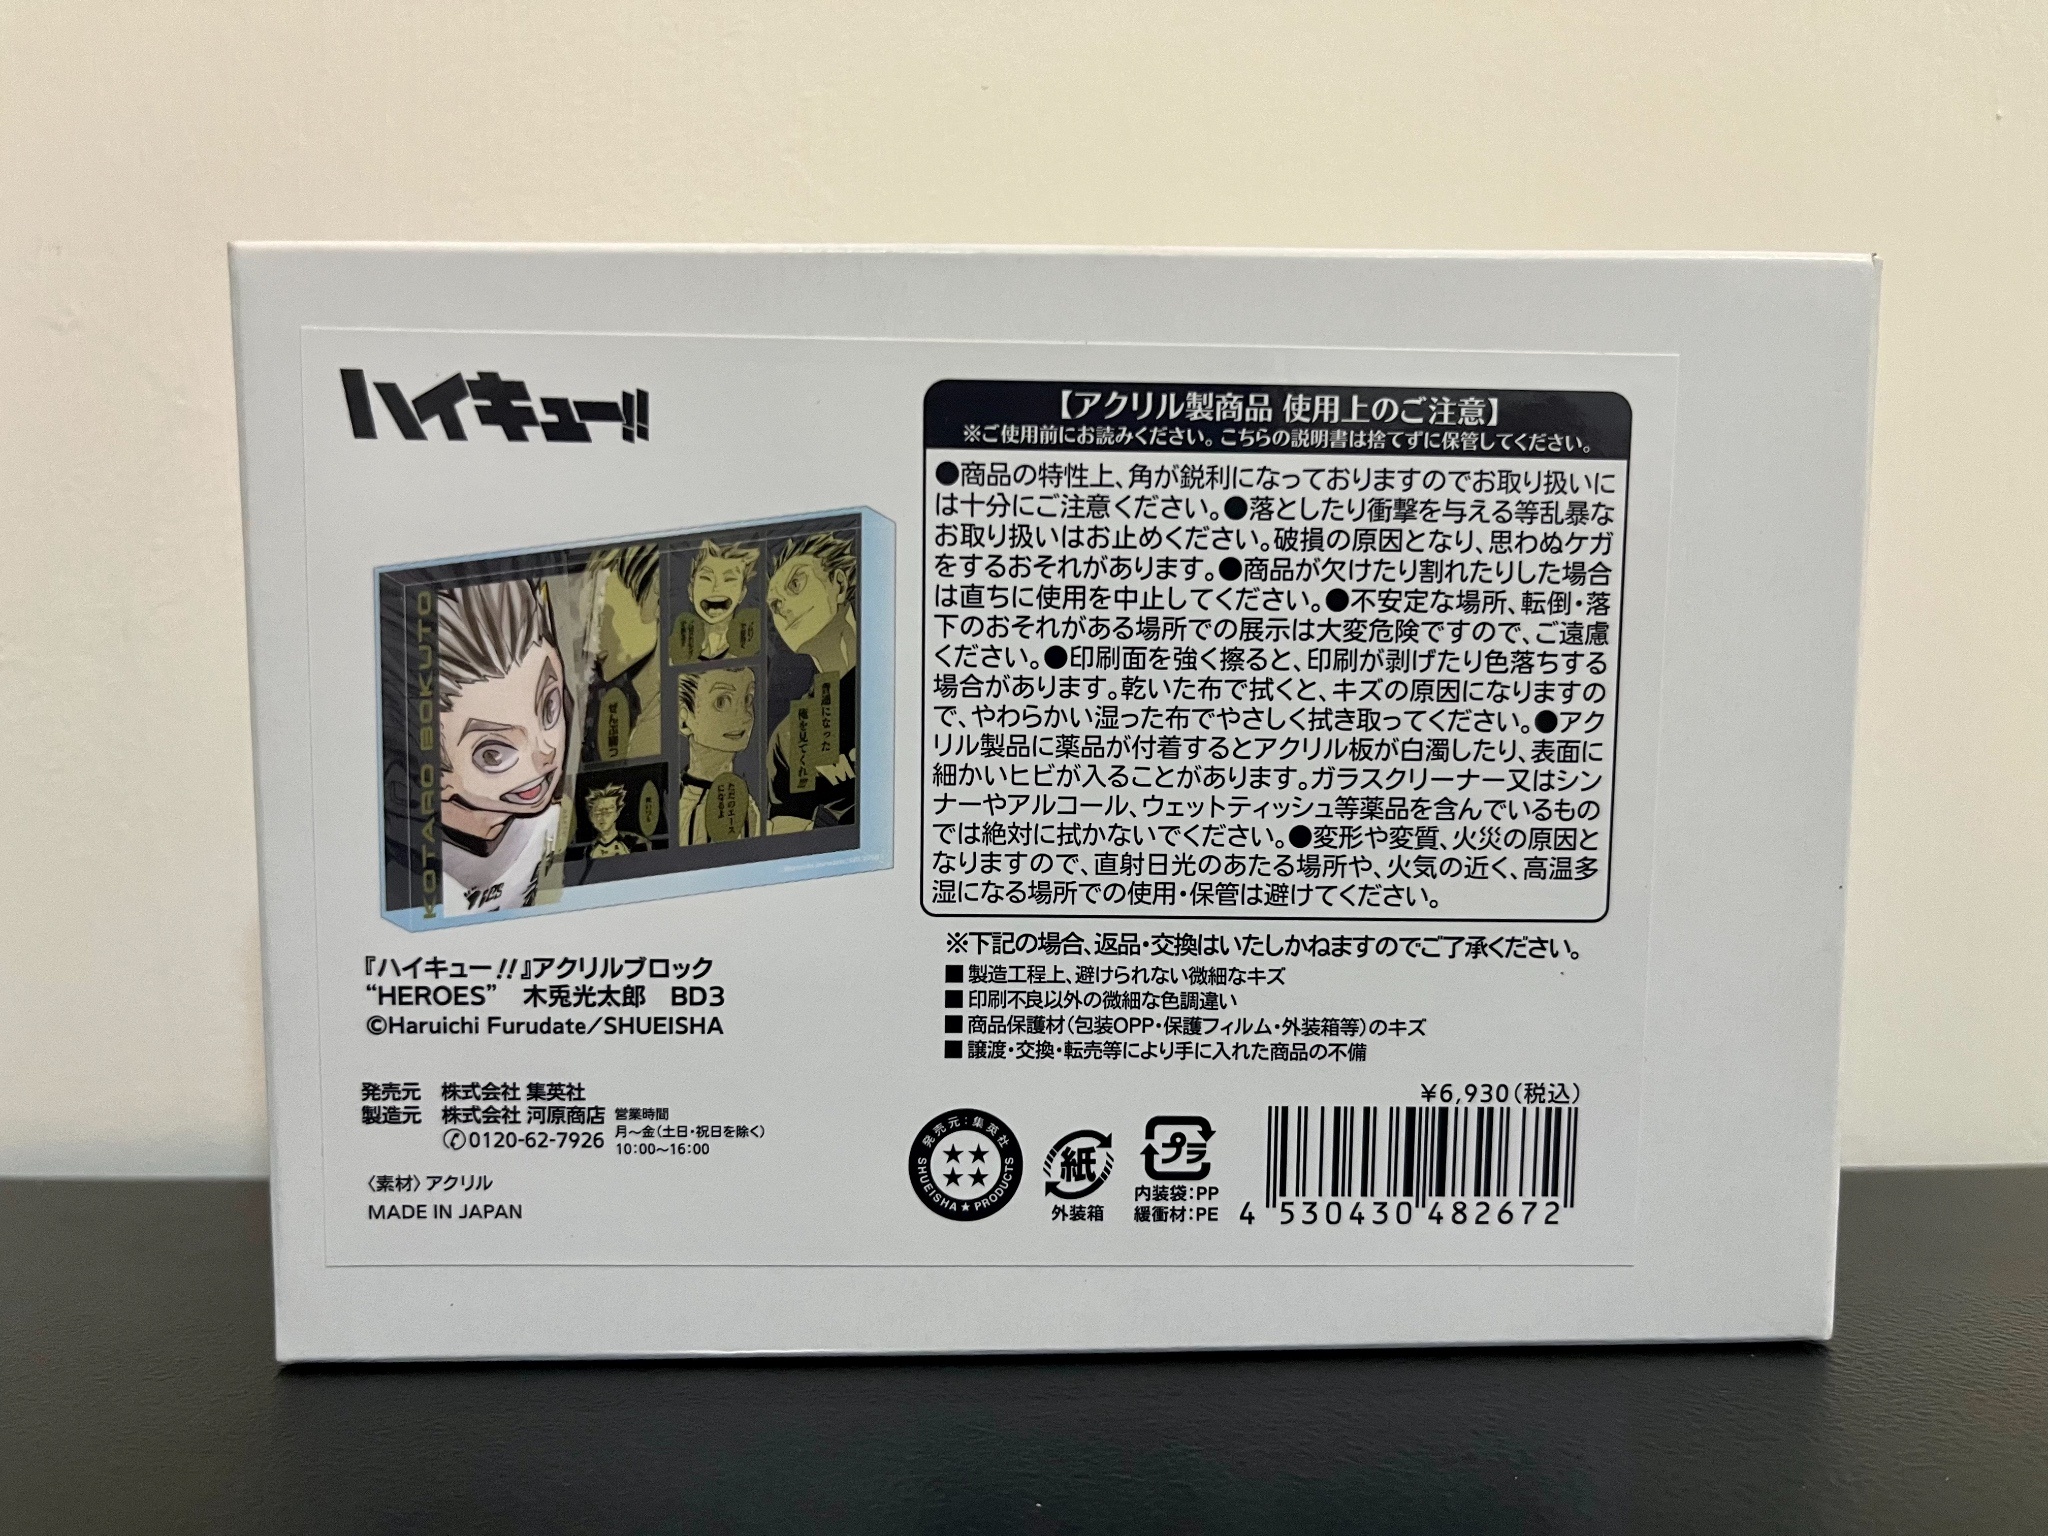 ハイキュー!!
KOTARO BOKUTO
ぜんぶ勝つ
ただのエース
になるよ
普通になった
俺を見てくれ!!!
『ハイキュー!!』アクリルブロック
“HEROES” 木兎光太郎 BD3
©Haruichi Furudate/SHUEISHA
発売元 株式会社 集英社
製造元 株式会社 河原商店
0120-62-7926
営業時間
月〜金(土日・祝日を除く)
10:00〜16:00
〈素材〉アクリル
MADE IN JAPAN
【アクリル製商品 使用上のご注意】
※ご使用前にお読みください。こちらの説明書は捨てずに保管してください。
●商品の特性上、角が鋭利になっておりますのでお取り扱いに
は十分にご注意ください。●落としたり衝撃を与える等乱暴な
お取り扱いはお止めください。破損の原因となり、思わぬケガ
をするおそれがあります。●商品が欠けたり割れたりした場合
は直ちに使用を中止してください。●不安定な場所、転倒・落
下のおそれがある場所での展示は大変危険ですので、ご遠慮
ください。●印刷面を強く擦ると、印刷が剥げたり色落ちする
場合があります。乾いた布で拭くと、キズの原因になりますの
で、やわらかい湿った布でやさしく拭き取ってください。●アク
リル製品に薬品が付着するとアクリル板が白濁したり、表面に
細かいヒビが入ることがあります。ガラスクリーナー又はシン
ナーやアルコール、ウェットティッシュ等薬品を含んでいるもの
では絶対に拭かないでください。●変形や変質、火災の原因と
なりますので、直射日光のあたる場所や、火気の近く、高温多
湿になる場所での使用・保管は避けてください。
※下記の場合、返品・交換はいたしかねますのでご了承ください。
■製造工程上、避けられない微細なキズ
■印刷不良以外の微細な色調違い
■商品保護材(包装OPP・保護フィルム・外装箱等)のキズ
■譲渡・交換・転売等により手に入れた商品の不備
発売元:集英社
SHUEISHA★PRODUCTS
紙
外装箱
プラ
内装袋:PP
緩衝材:PE
¥6,930(税込)
4 530430 482672